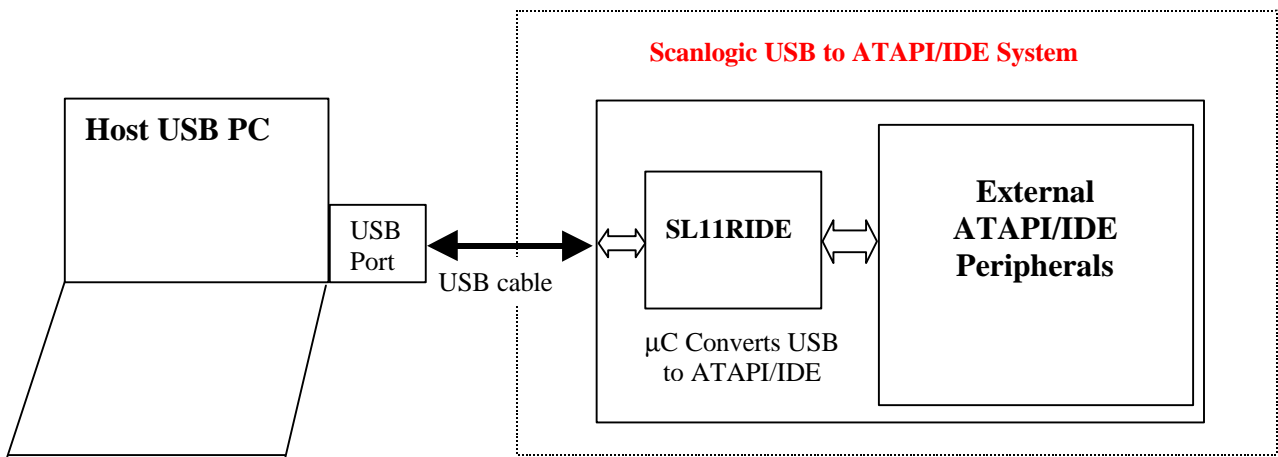 Scanlogic USB to ATAPI/IDE System
Host USB PC
USB
Port
USB cable
SL11RIDE
µC Converts USB
to ATAPI/IDE
External
ATAPI/IDE
Peripherals